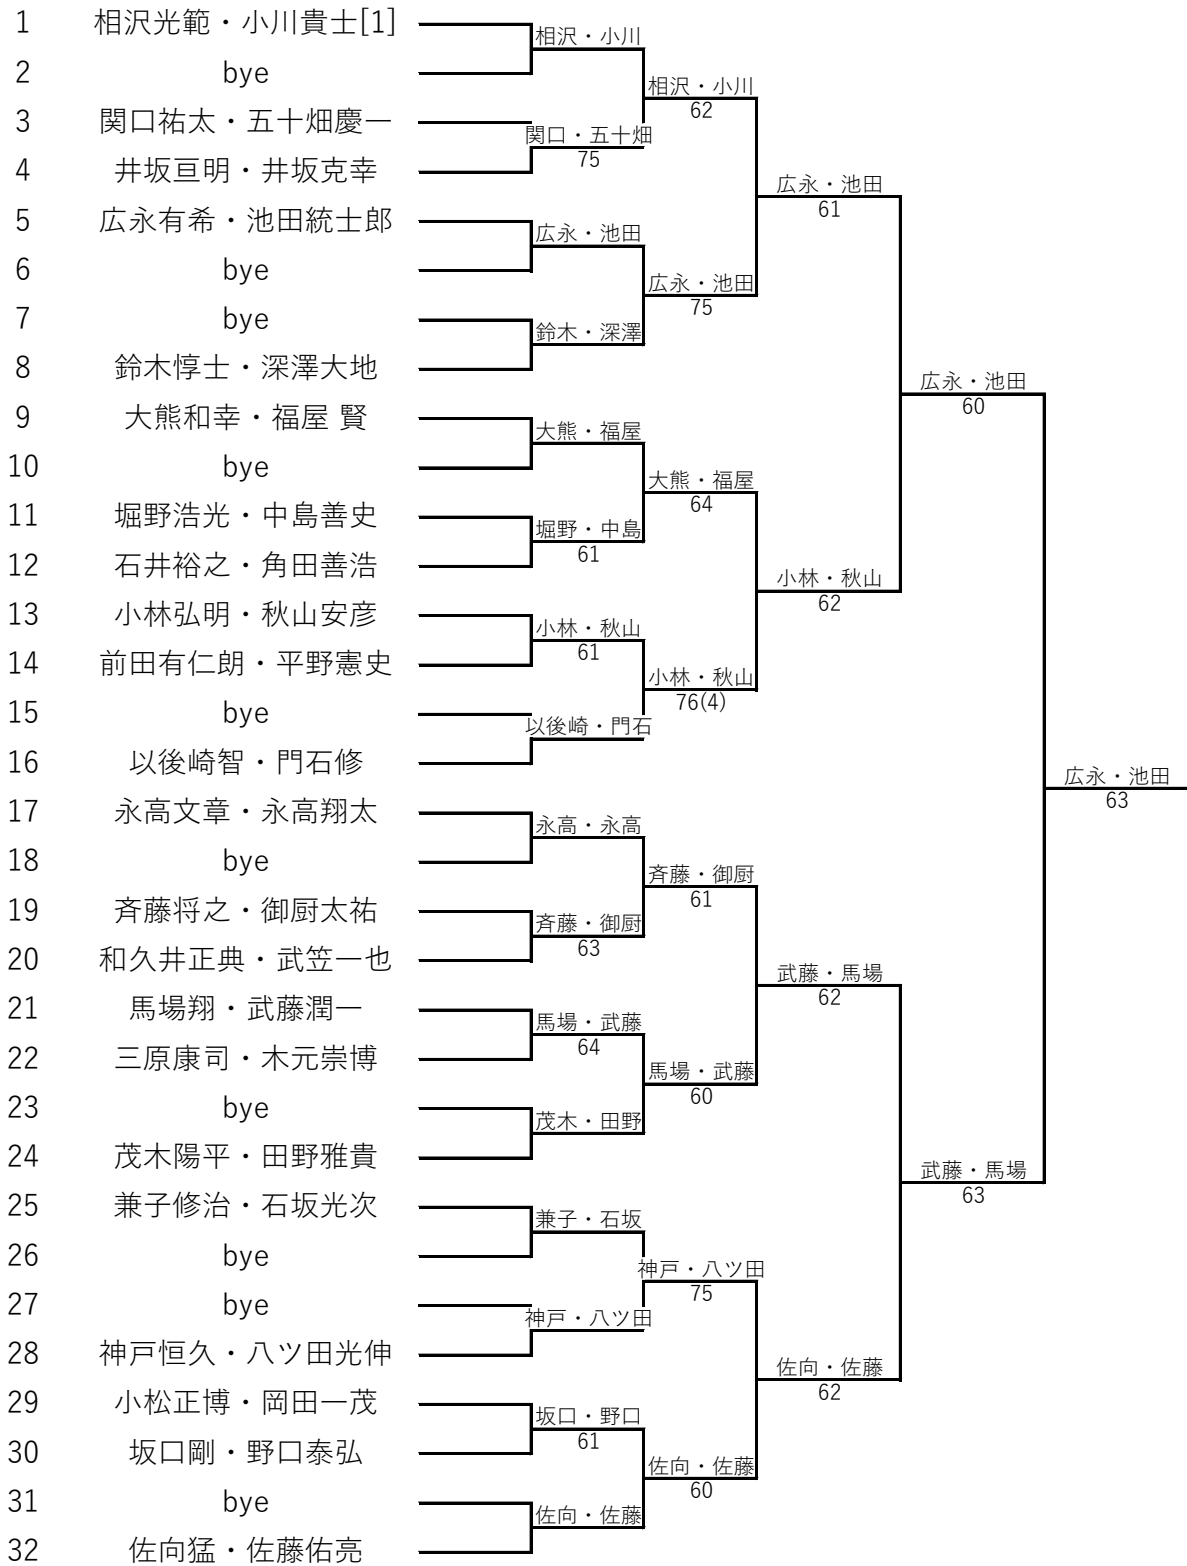 1 相沢光範・小川貴士[1]
相沢・小川
2 bye
相沢・小川
62
3 関口祐太・五十畑慶一
関口・五十畑
75
4 井坂亘明・井坂克幸
広永・池田
61
5 広永有希・池田統士郎
広永・池田
6 bye
広永・池田
75
7 bye
鈴木・深澤
8 鈴木惇士・深澤大地
広永・池田
60
9 大熊和幸・福屋 賢
大熊・福屋
10 bye
大熊・福屋
64
11 堀野浩光・中島善史
堀野・中島
61
12 石井裕之・角田善浩
小林・秋山
62
13 小林弘明・秋山安彦
小林・秋山
61
14 前田有仁朗・平野憲史
小林・秋山
76(4)
15 bye
以後崎・門石
16 以後崎智・門石修
広永・池田
63
17 永高文章・永高翔太
永高・永高
18 bye
斉藤・御厨
61
19 斉藤将之・御厨太祐
斉藤・御厨
63
20 和久井正典・武笠一也
武藤・馬場
62
21 馬場翔・武藤潤一
馬場・武藤
64
22 三原康司・木元崇博
馬場・武藤
60
23 bye
茂木・田野
24 茂木陽平・田野雅貴
武藤・馬場
63
25 兼子修治・石坂光次
兼子・石坂
26 bye
神戸・八ツ田
75
27 bye
神戸・八ツ田
28 神戸恒久・八ツ田光伸
佐向・佐藤
62
29 小松正博・岡田一茂
坂口・野口
61
30 坂口剛・野口泰弘
佐向・佐藤
60
31 bye
佐向・佐藤
32 佐向猛・佐藤佑亮